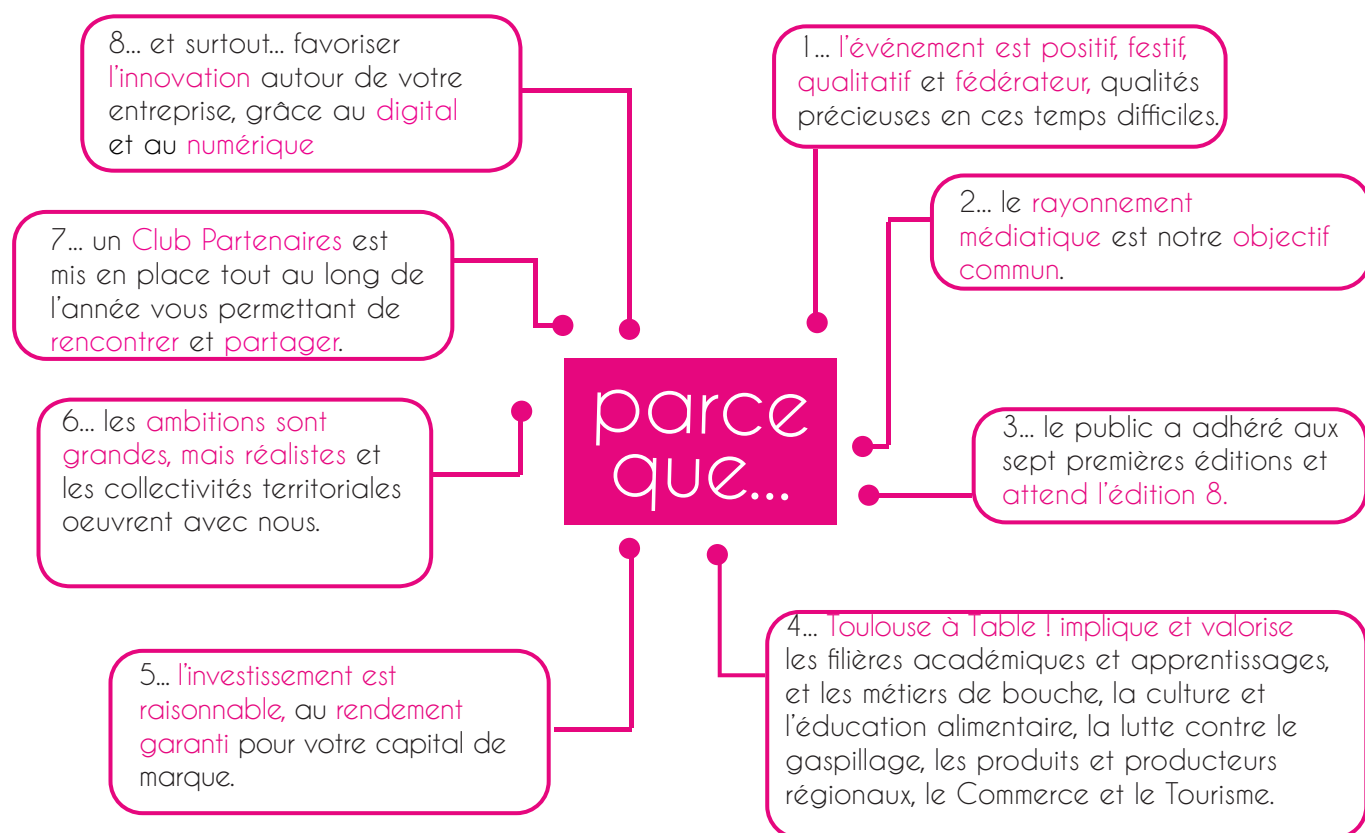 parce
que...
1... l'événement est positif, festif,
qualitatif et fédérateur, qualités
précieuses en ces temps difficiles.
2... le rayonnement
médiatique est notre objectif
commun.
3... le public a adhéré aux
sept premières éditions et
attend l'édition 8.
4... Toulouse à Table ! implique et valorise
les filières académiques et apprentissages,
et les métiers de bouche, la culture et
l'éducation alimentaire, la lutte contre le
gaspillage, les produits et producteurs
régionaux, le Commerce et le Tourisme.
5... l'investissement est
raisonnable, au rendement
garanti pour votre capital de
marque.
6... les ambitions sont
grandes, mais réalistes et
les collectivités territoriales
oeuvrent avec nous.
7... un Club Partenaires est
mis en place tout au long de
l'année vous permettant de
rencontrer et partager.
8... et surtout... favoriser
l'innovation autour de votre
entreprise, grâce au digital
et au numérique